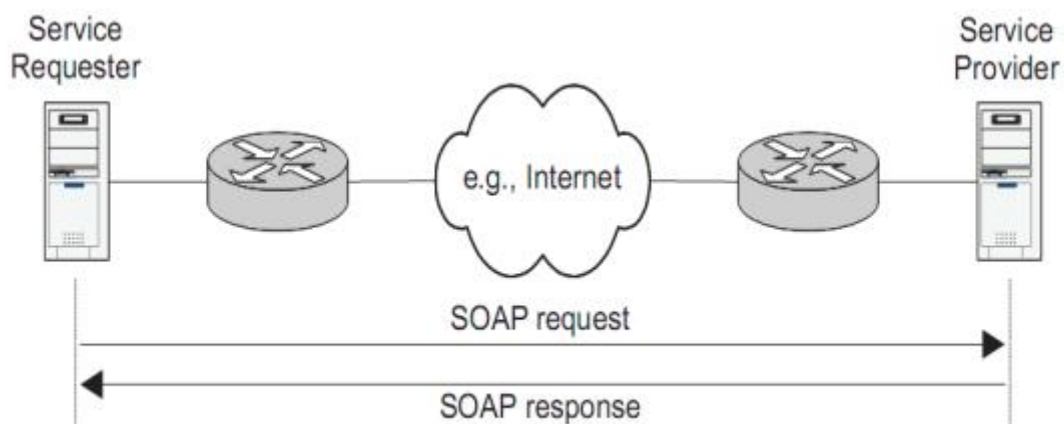 Service
Requester
Service
Provider
e.g., Internet
SOAP request
SOAP response